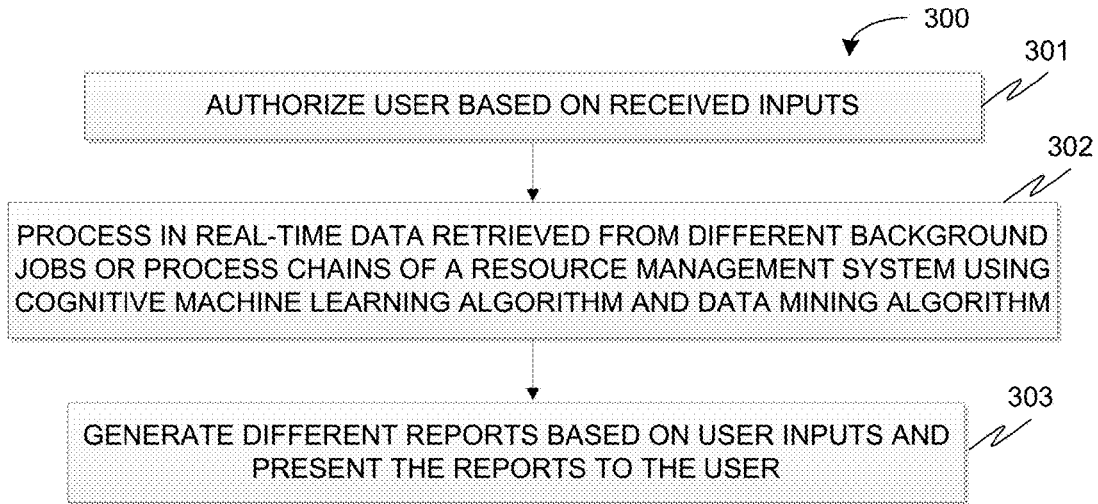 300
301
AUTHORIZE USER BASED ON RECEIVED INPUTS
302
PROCESS IN REAL-TIME DATA RETRIEVED FROM DIFFERENT BACKGROUND
JOBS OR PROCESS CHAINS OF A RESOURCE MANAGEMENT SYSTEM USING
COGNITIVE MACHINE LEARNING ALGORITHM AND DATA MINING ALGORITHM
303
GENERATE DIFFERENT REPORTS BASED ON USER INPUTS AND
PRESENT THE REPORTS TO THE USER